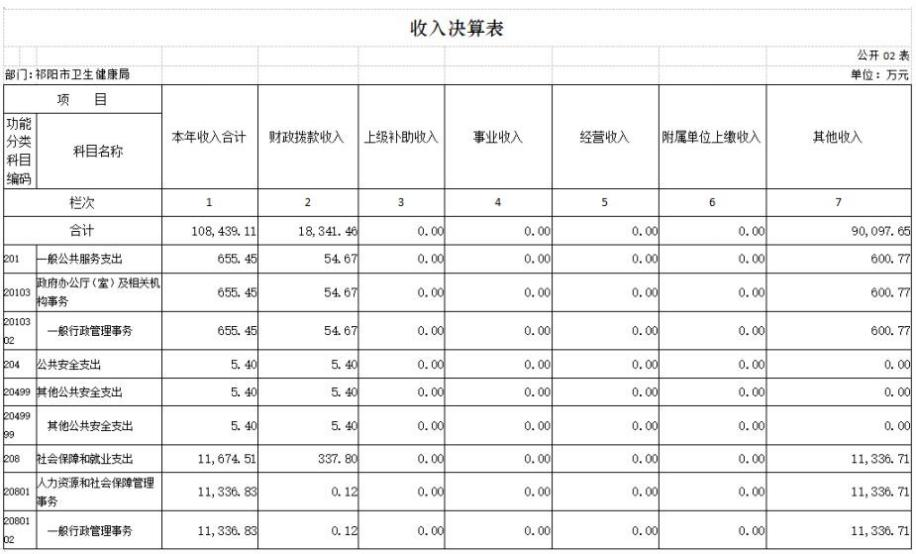 收入决算表
公开 02 表
部门：祁阳市卫生健康局 单位：万元
项 目 本年收入合计 财政拨款收入 上级补助收入 事业收入 经营收入 附属单位上缴收入 其他收入
功能分类科目编码 科目名称
栏次 1 2 3 4 5 6 7
合计 108,439.11 18,341.46 0.00 0.00 0.00 0.00 90,097.65
201 一般公共服务支出 655.45 54.67 0.00 0.00 0.00 0.00 600.77
20103 政府办公厅（室）及相关机构事务 655.45 54.67 0.00 0.00 0.00 0.00 600.77
2010302 一般行政管理事务 655.45 54.67 0.00 0.00 0.00 0.00 600.77
204 公共安全支出 5.40 5.40 0.00 0.00 0.00 0.00 0.00
20499 其他公共安全支出 5.40 5.40 0.00 0.00 0.00 0.00 0.00
2049999 其他公共安全支出 5.40 5.40 0.00 0.00 0.00 0.00 0.00
208 社会保障和就业支出 11,674.51 337.80 0.00 0.00 0.00 0.00 11,336.71
20801 人力资源和社会保障管理事务 11,336.83 0.12 0.00 0.00 0.00 0.00 11,336.71
2080102 一般行政管理事务 11,336.83 0.12 0.00 0.00 0.00 0.00 11,336.71